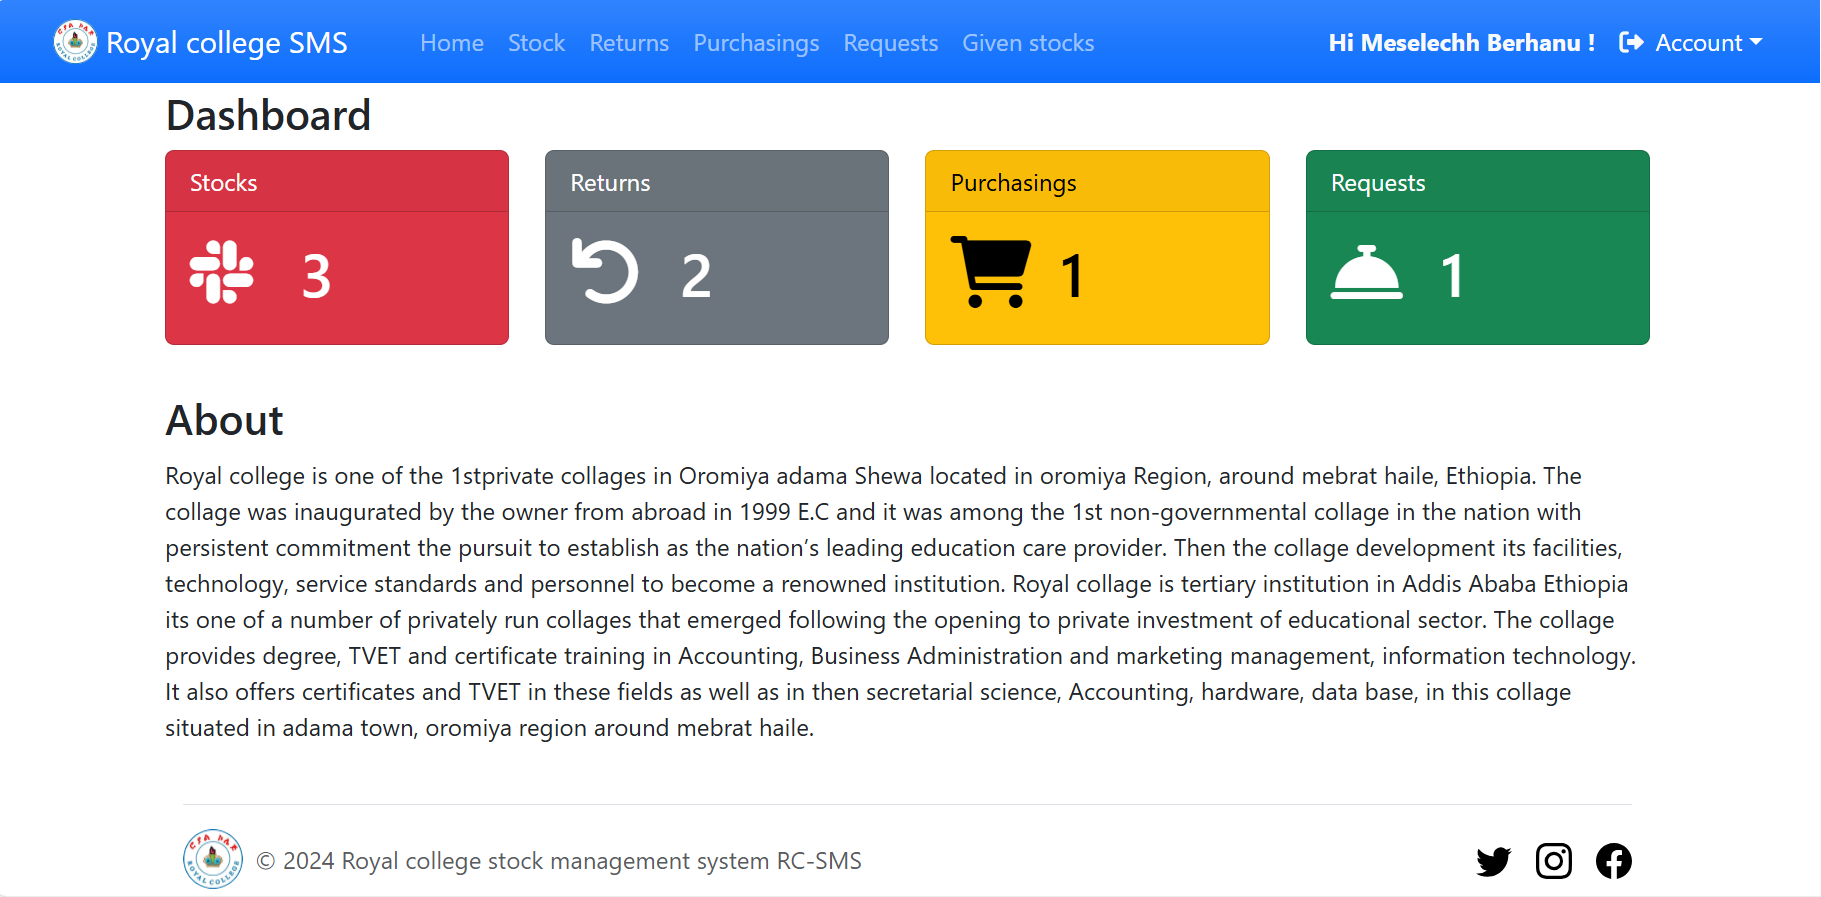 Royal college SMS Home Stock Returns Purchasings Requests Given stocks Hi Meselechh Berhanu ! Account
Dashboard
Stocks
3
Returns
2
Purchasings
1
Requests
1
About
Royal college is one of the 1stprivate collages in Oromiya adama Shewa located in oromiya Region, around mebrat haile, Ethiopia. The
collage was inaugurated by the owner from abroad in 1999 E.C and it was among the 1st non-governmental collage in the nation with
persistent commitment the pursuit to establish as the nation’s leading education care provider. Then the collage development its facilities,
technology, service standards and personnel to become a renowned institution. Royal collage is tertiary institution in Addis Ababa Ethiopia
its one of a number of privately run collages that emerged following the opening to private investment of educational sector. The collage
provides degree, TVET and certificate training in Accounting, Business Administration and marketing management, information technology.
It also offers certificates and TVET in these fields as well as in then secretarial science, Accounting, hardware, data base, in this collage
situated in adama town, oromiya region around mebrat haile.
ROYAL COLLEGE
© 2024 Royal college stock management system RC-SMS